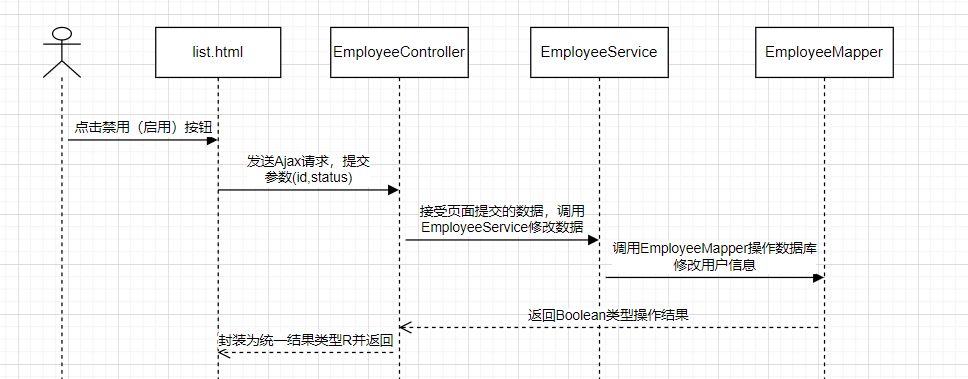 list.html
EmployeeController
EmployeeService
EmployeeMapper
点击禁用（启用）按钮
发送Ajax请求，提交
参数(id,status)
接受页面提交的数据，调用
EmployeeService修改数据
调用EmployeeMapper操作数据库
修改用户信息
返回Boolean类型操作结果
封装为统一结果类型R并返回